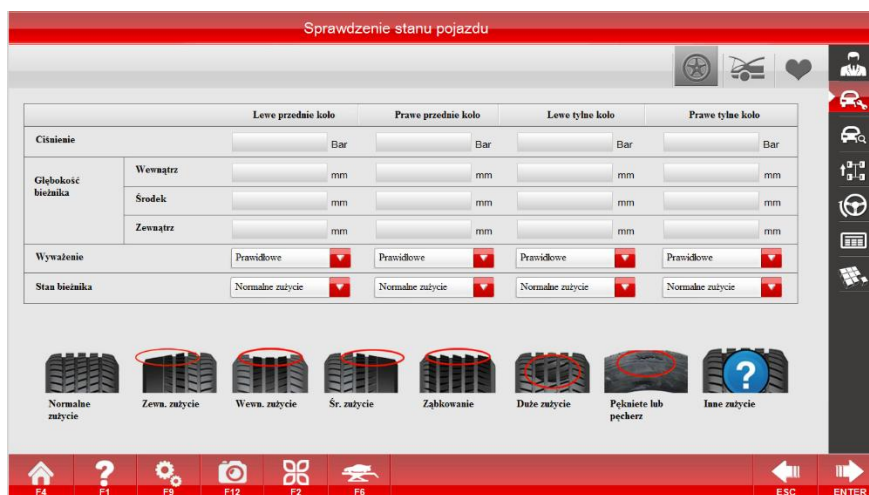 Sprawdzenie stanu pojazdu
Lewe przednie koło Prawe przednie koło Lewe tylne koło Prawe tylne koło
Ciśnienie Bar Bar Bar Bar
Głębokość
bieżnika
Wewnątrz mm mm mm mm
Środek mm mm mm mm
Zewnątrz mm mm mm mm
Wyważenie Prawidłowe Prawidłowe Prawidłowe Prawidłowe
Stan bieżnika Normalne zużycie Normalne zużycie Normalne zużycie Normalne zużycie
Normalne
zużycie
Zewn. zużycie
Wewn. zużycie
Śr. zużycie
Ząbkowanie
Duże zużycie
Pękniete lub
pęcherz
?
Inne zużycie
?
F4 F1 F9 F12 F2 F6 ESC ENTER